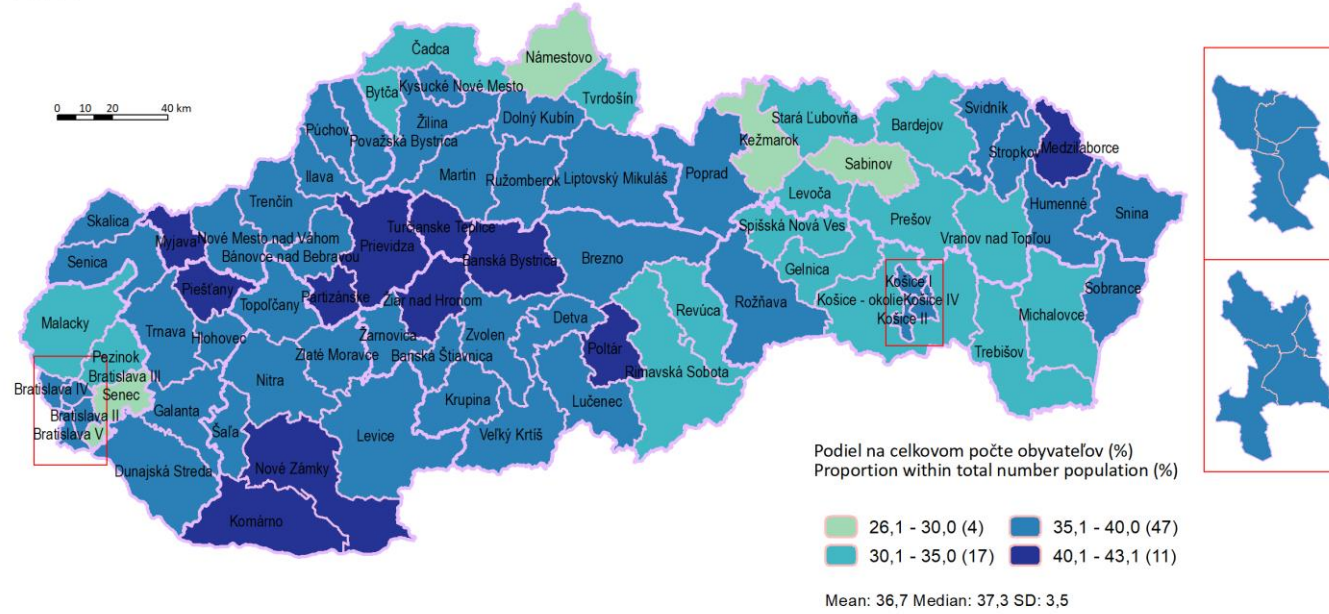 Čadca
Námestovo
Kysucké Nové Mesto
Bytča
Tvrdošín
0 10 20 40 km
Žilina
Dolný Kubín
Púchov
Považská Bystrica
Stará Ľubovňa
Bardejov
Svidník
Kežmarok
Stropkov
Medzilaborce
Sabinov
Ilava
Martin
Ružomberok
Liptovský Mikuláš
Poprad
Levoča
Humenné
Snina
Trenčín
Skalica
Prešov
Turčianske Teplice
Spišská Nová Ves
Myjava
Nové Mesto nad Váhom
Prievidza
Vranov nad Topľou
Bánovce nad Bebravou
Banská Bystrica
Brezno
Senica
Gelnica
Piešťany
Košice I
Sobrance
Partizánske
Žiar nad Hronom
Topoľčany
Košice - okolie
Košice IV
Rožňava
Revúca
Michalovce
Malacky
Detva
Košice II
Trnava
Hlohovec
Žarnovica
Zvolen
Poltár
Trebišov
Pezinok
Zlaté Moravce
Banská Štiavnica
Bratislava III
Rimavská Sobota
Nitra
Bratislava IV
Senec
Galanta
Krupina
Lučenec
Bratislava II
Bratislava V
Šaľa
Levice
Veľký Krtíš
Dunajská Streda
Nové Zámky
Komárno
Podiel na celkovom počte obyvateľov (%)
Proportion within total number population (%)
26,1 - 30,0 (4)
35,1 - 40,0 (47)
30,1 - 35,0 (17)
40,1 - 43,1 (11)
Mean: 36,7 Median: 37,3 SD: 3,5